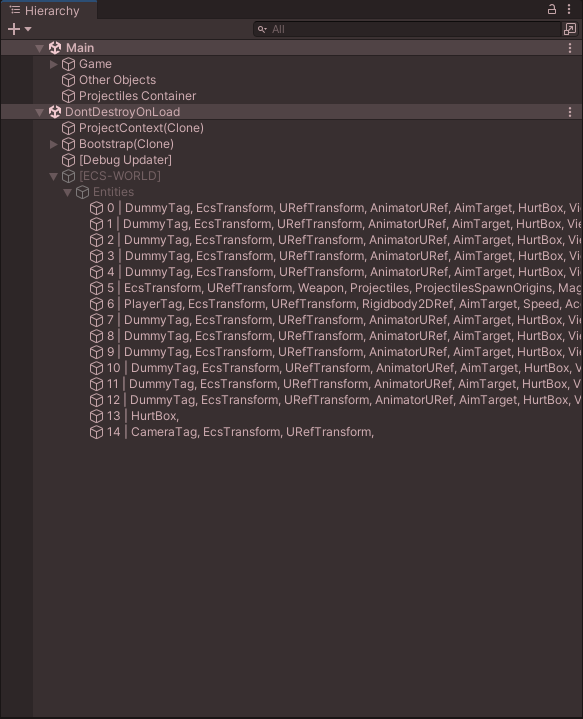 Hierarchy
All
Main
Game
Other Objects
Projectiles Container
DontDestroyOnLoad
ProjectContext(Clone)
Bootstrap(Clone)
[Debug Updater]
[ECS-WORLD]
Entities
0 | DummyTag, EcsTransform, URefTransform, AnimatorURef, AimTarget, HurtBox, Vi
1 | DummyTag, EcsTransform, URefTransform, AnimatorURef, AimTarget, HurtBox, Vie
2 | DummyTag, EcsTransform, URefTransform, AnimatorURef, AimTarget, HurtBox, Vi
3 | DummyTag, EcsTransform, URefTransform, AnimatorURef, AimTarget, HurtBox, Vi
4 | DummyTag, EcsTransform, URefTransform, AnimatorURef, AimTarget, HurtBox, Vi
5 | EcsTransform, URefTransform, Weapon, Projectiles, ProjectilesSpawnOrigins, Mag
6 | PlayerTag, EcsTransform, URefTransform, Rigidbody2DRef, AimTarget, Speed, Ac
7 | DummyTag, EcsTransform, URefTransform, AnimatorURef, AimTarget, HurtBox, Vi
8 | DummyTag, EcsTransform, URefTransform, AnimatorURef, AimTarget, HurtBox, Vi
9 | DummyTag, EcsTransform, URefTransform, AnimatorURef, AimTarget, HurtBox, Vi
10 | DummyTag, EcsTransform, URefTransform, AnimatorURef, AimTarget, HurtBox, V
11 | DummyTag, EcsTransform, URefTransform, AnimatorURef, AimTarget, HurtBox, V
12 | DummyTag, EcsTransform, URefTransform, AnimatorURef, AimTarget, HurtBox, V
13 | HurtBox,
14 | CameraTag, EcsTransform, URefTransform,